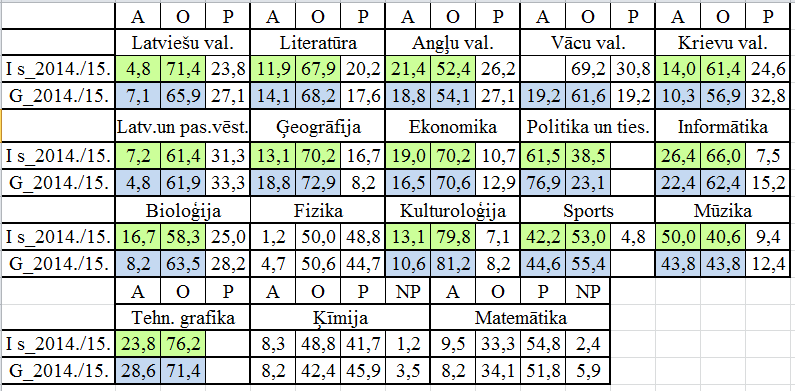 A O P A O P A O P A O P A O P
Latviešu val. Literatūra Angļu val. Vācu val. Krievu val.
I s_2014./15. 4,8 71,4 23,8 11,9 67,9 20,2 21,4 52,4 26,2 69,2 30,8 14,0 61,4 24,6
G_2014./15. 7,1 65,9 27,1 14,1 68,2 17,6 18,8 54,1 27,1 19,2 61,6 19,2 10,3 56,9 32,8
Latv.un pas.vēst. Ģeogrāfija Ekonomika Politika un ties. Informātika
I s_2014./15. 7,2 61,4 31,3 13,1 70,2 16,7 19,0 70,2 10,7 61,5 38,5 26,4 66,0 7,5
G_2014./15. 4,8 61,9 33,3 18,8 72,9 8,2 16,5 70,6 12,9 76,9 23,1 22,4 62,4 15,2
Bioloģija Fizika Kulturoloģija Sports Mūzika
I s_2014./15. 16,7 58,3 25,0 1,2 50,0 48,8 13,1 79,8 7,1 42,2 53,0 4,8 50,0 40,6 9,4
G_2014./15. 8,2 63,5 28,2 4,7 50,6 44,7 10,6 81,2 8,2 44,6 55,4 43,8 43,8 12,4
A O P A O P NP A O P NP
Tehn. grafika Ķīmija Matemātika
I s_2014./15. 23,8 76,2 8,3 48,8 41,7 1,2 9,5 33,3 54,8 2,4
G_2014./15. 28,6 71,4 8,2 42,4 45,9 3,5 8,2 34,1 51,8 5,9